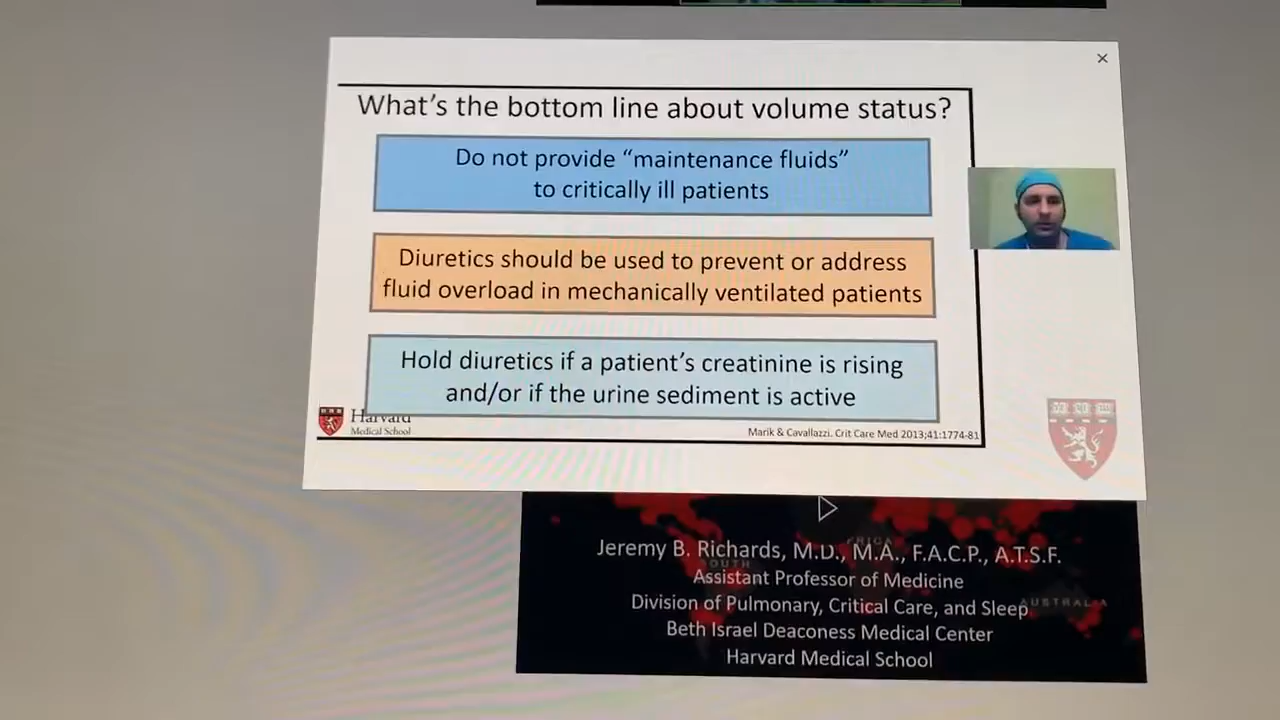 What's the bottom line about volume status?
Do not provide “maintenance fluids”
to critically ill patients
Diuretics should be used to prevent or address
fluid overload in mechanically ventilated patients
Hold diuretics if a patient's creatinine is rising
and/or if the urine sediment is active
Harvard
Medical School
Marik & Cavallazzi. Crit Care Med 2013;41:1774-81
Jeremy B. Richards, M.D., M.A., F.A.C.P., A.T.S.F.
Assistant Professor of Medicine
Division of Pulmonary, Critical Care, and Sleep
AUSTRALIA
Beth Israel Deaconess Medical Center
Harvard Medical School